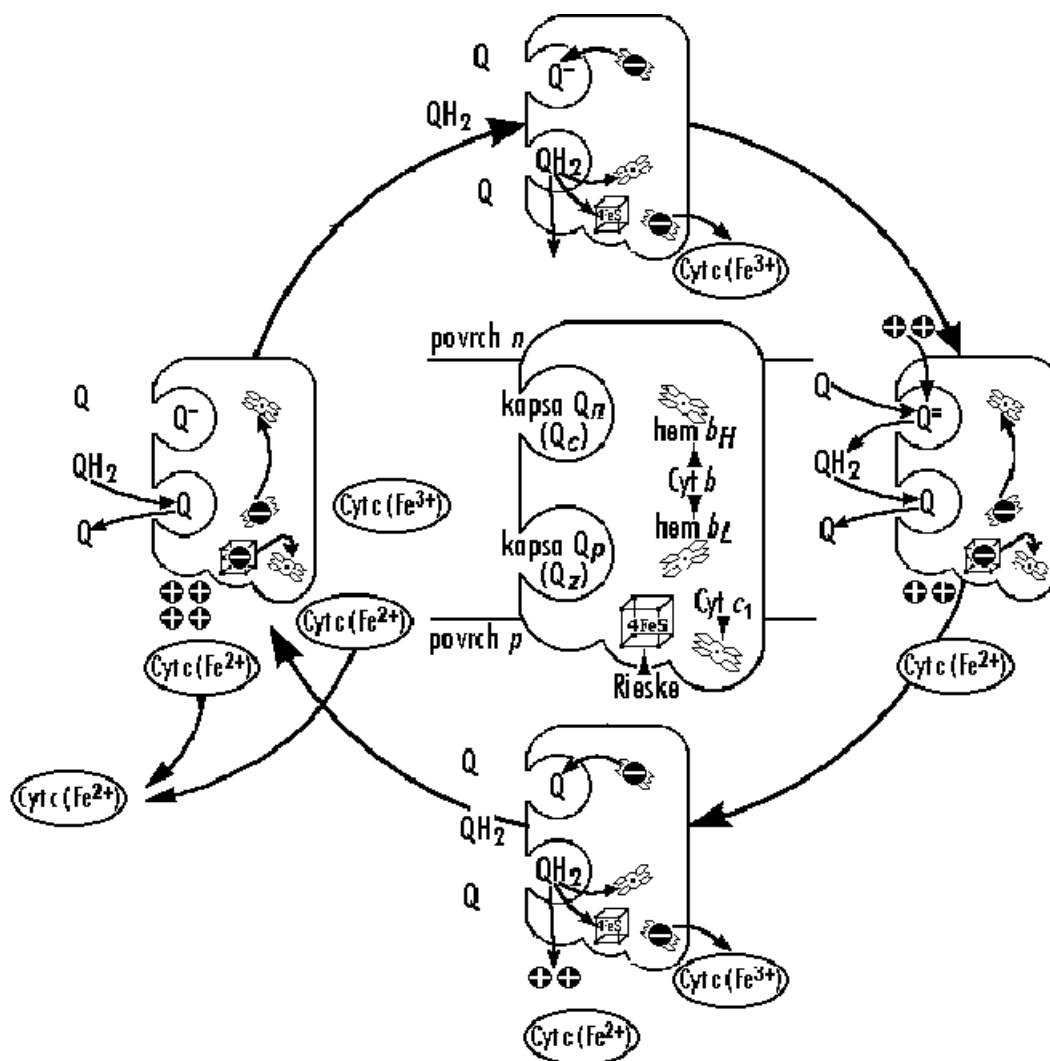 Q
Q⁻
QH₂
QH₂
Q
4FeS
Cyt c (Fe³⁺)
povrch n
kapsa Qn
(Qc)
hem bH
Cyt b
hem bL
kapsa Qp
(Qz)
Cyt c₁
4FeS
povrch p
Rieske
Q
Q⁼
QH₂
Q
Q
Cyt c (Fe²⁺)
Q
Q⁻
QH₂
Q
Q
Cyt c (Fe³⁺)
Cyt c (Fe²⁺)
Cyt c (Fe²⁺)
Cyt c (Fe²⁺)
Q
Q
QH₂
QH₂
Q
4FeS
Cyt c (Fe³⁺)
Cyt c (Fe²⁺)